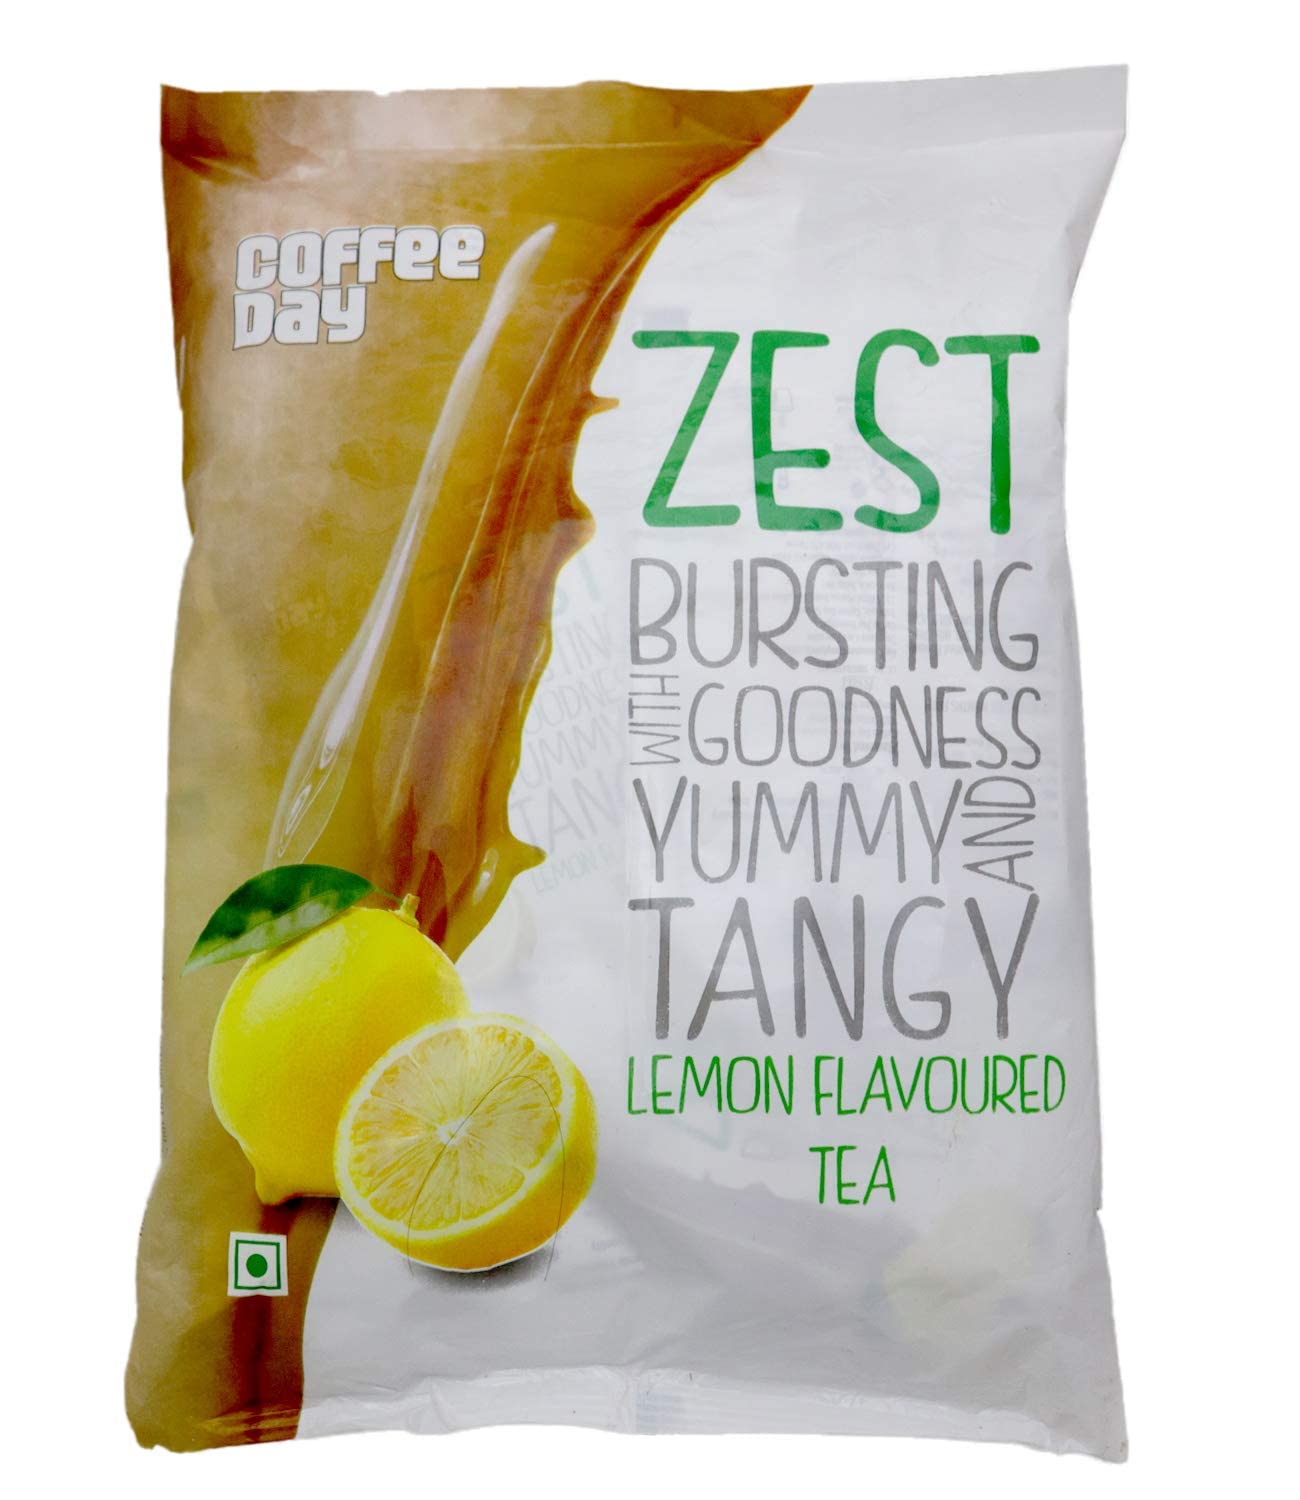 COFFEE
DAY
ZEST
BURSTING
WITH GOODNESS
YUMMY AND
TANGY
LEMON FLAVOURED
TEA